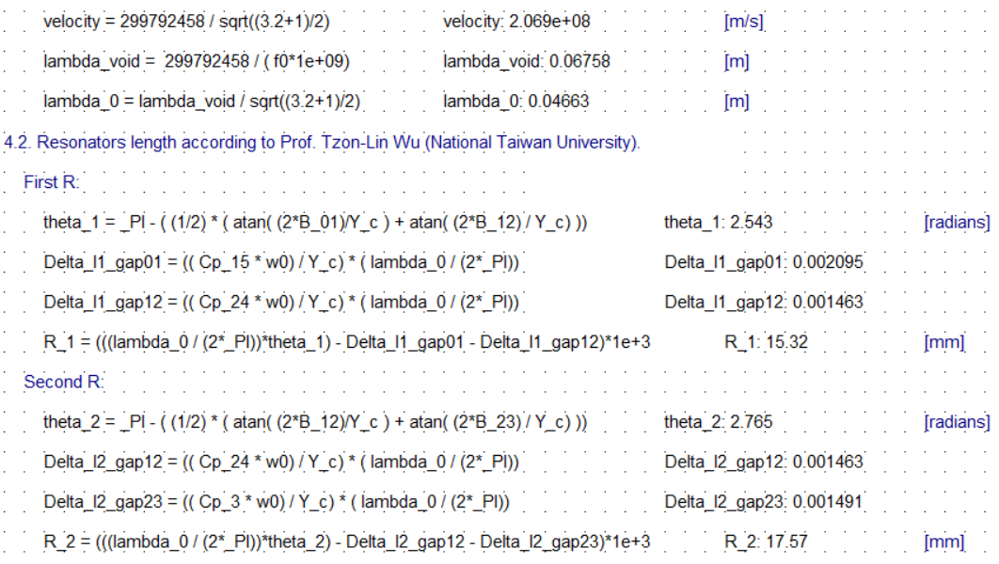 velocity = 299792458 / sqrt((3.2+1)/2) velocity: 2.069e+08 [m/s]
lambda_void = 299792458 / ( f0*1e+09) lambda_void: 0.06758 [m]
lambda_0 = lambda_void / sqrt((3.2+1)/2) lambda_0: 0.04663 [m]
4.2. Resonators length according to Prof. Tzon-Lin Wu (National Taiwan University).
First R:
theta_1 = _PI - ( (1/2) * ( atan( (2*B_01)/Y_c ) + atan( (2*B_12) / Y_c) )) theta_1: 2.543 [radians]
Delta_l1_gap01 = (( Cp_15 * w0) / Y_c) * ( lambda_0 / (2*_PI)) Delta_l1_gap01: 0.002095
Delta_l1_gap12 = (( Cp_24 * w0) / Y_c) * ( lambda_0 / (2*_PI)) Delta_l1_gap12: 0.001463
R_1 = (((lambda_0 / (2*_PI))*theta_1) - Delta_l1_gap01 - Delta_l1_gap12)*1e+3 R_1: 15.32 [mm]
Second R:
theta_2 = _PI - ( (1/2) * ( atan( (2*B_12)/Y_c ) + atan( (2*B_23) / Y_c) )) theta_2: 2.765 [radians]
Delta_l2_gap12 = (( Cp_24 * w0) / Y_c) * ( lambda_0 / (2*_PI)) Delta_l2_gap12: 0.001463
Delta_l2_gap23 = (( Cp_3 * w0) / Y_c) * ( lambda_0 / (2*_PI)) Delta_l2_gap23: 0.001491
R_2 = (((lambda_0 / (2*_PI))*theta_2) - Delta_l2_gap12 - Delta_l2_gap23)*1e+3 R_2: 17.57 [mm]